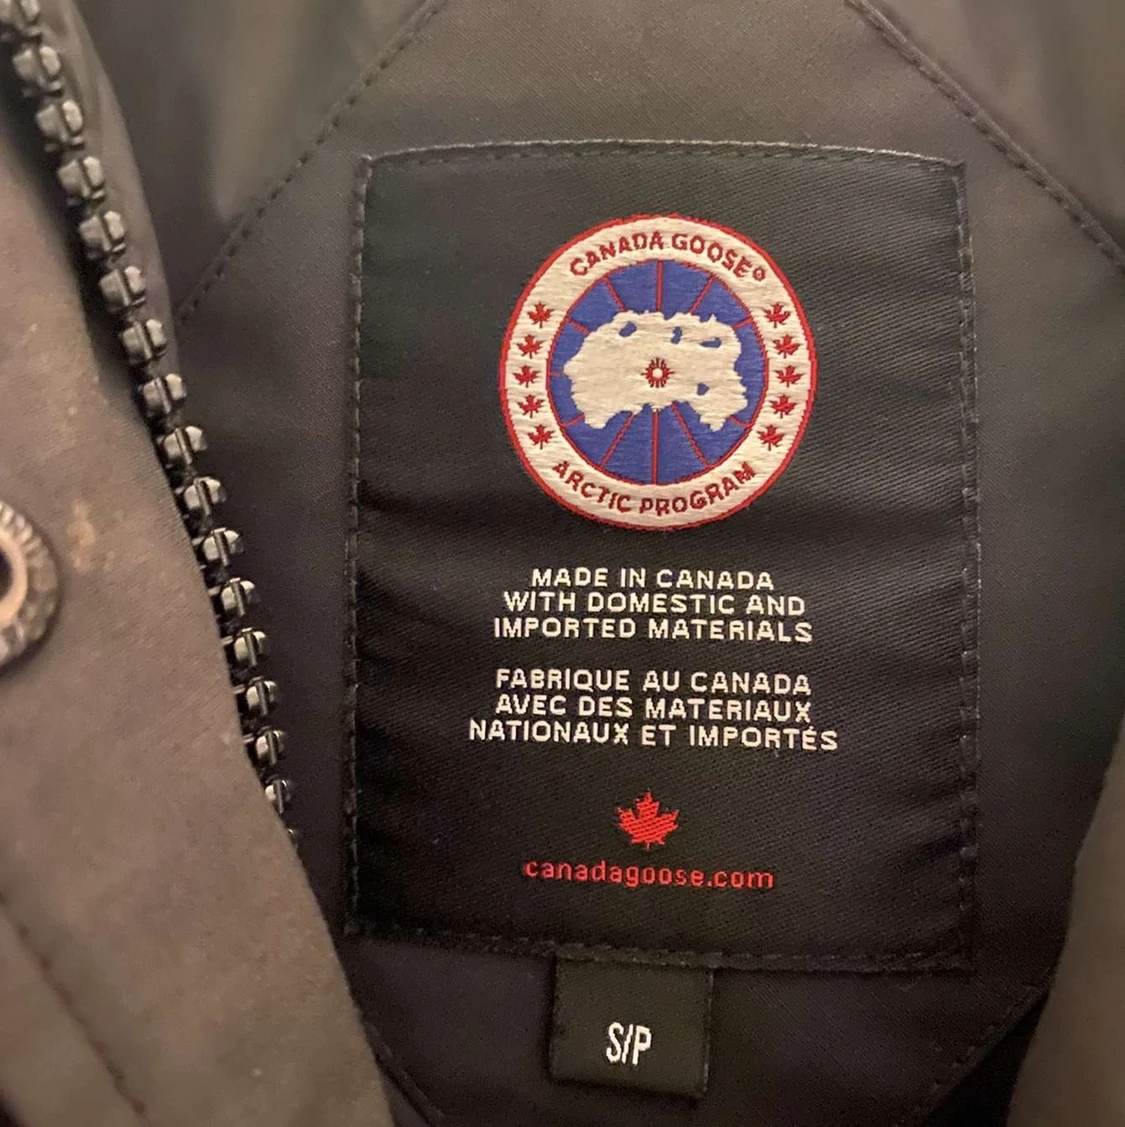 CANADA GOOSE®
ARCTIC PROGRAM
MADE IN CANADA
WITH DOMESTIC AND
IMPORTED MATERIALS
FABRIQUE AU CANADA
AVEC DES MATERIAUX
NATIONAUX ET IMPORTÉS
canadagoose.com
S/P